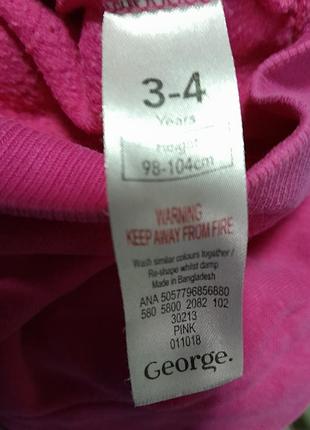 3-4
Years
Height
98-104cm
WARNING
KEEP AWAY FROM FIRE
Wash similar colours together /
Re-shape whilst damp
Made in Bangladesh
ANA 5057796856880
580 5800 2082 102
30213
PINK
011018
George.